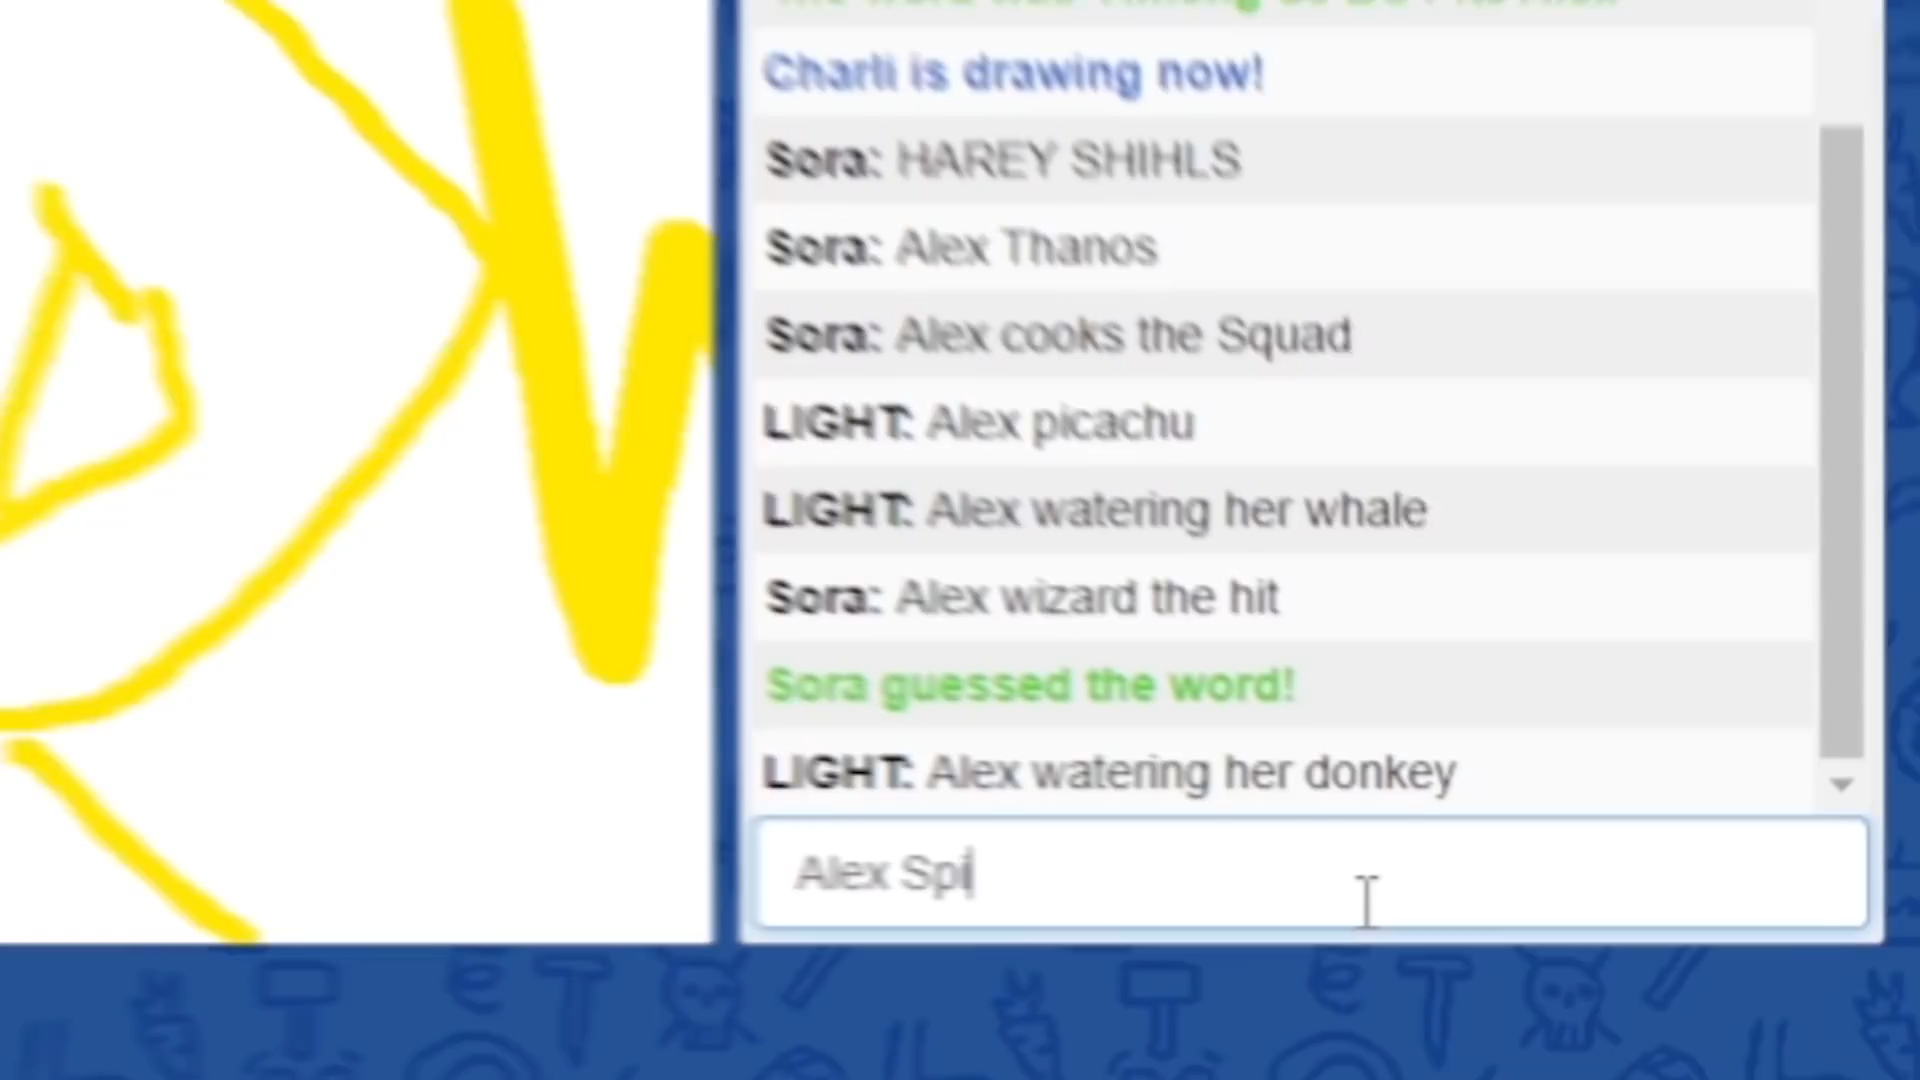 Charli is drawing now!
Sora: HAREY SHIHLS
Sora: Alex Thanos
Sora: Alex cooks the Squad
LIGHT: Alex picachu
LIGHT: Alex watering her whale
Sora: Alex wizard the hit
Sora guessed the word!
LIGHT: Alex watering her donkey
Alex Spi